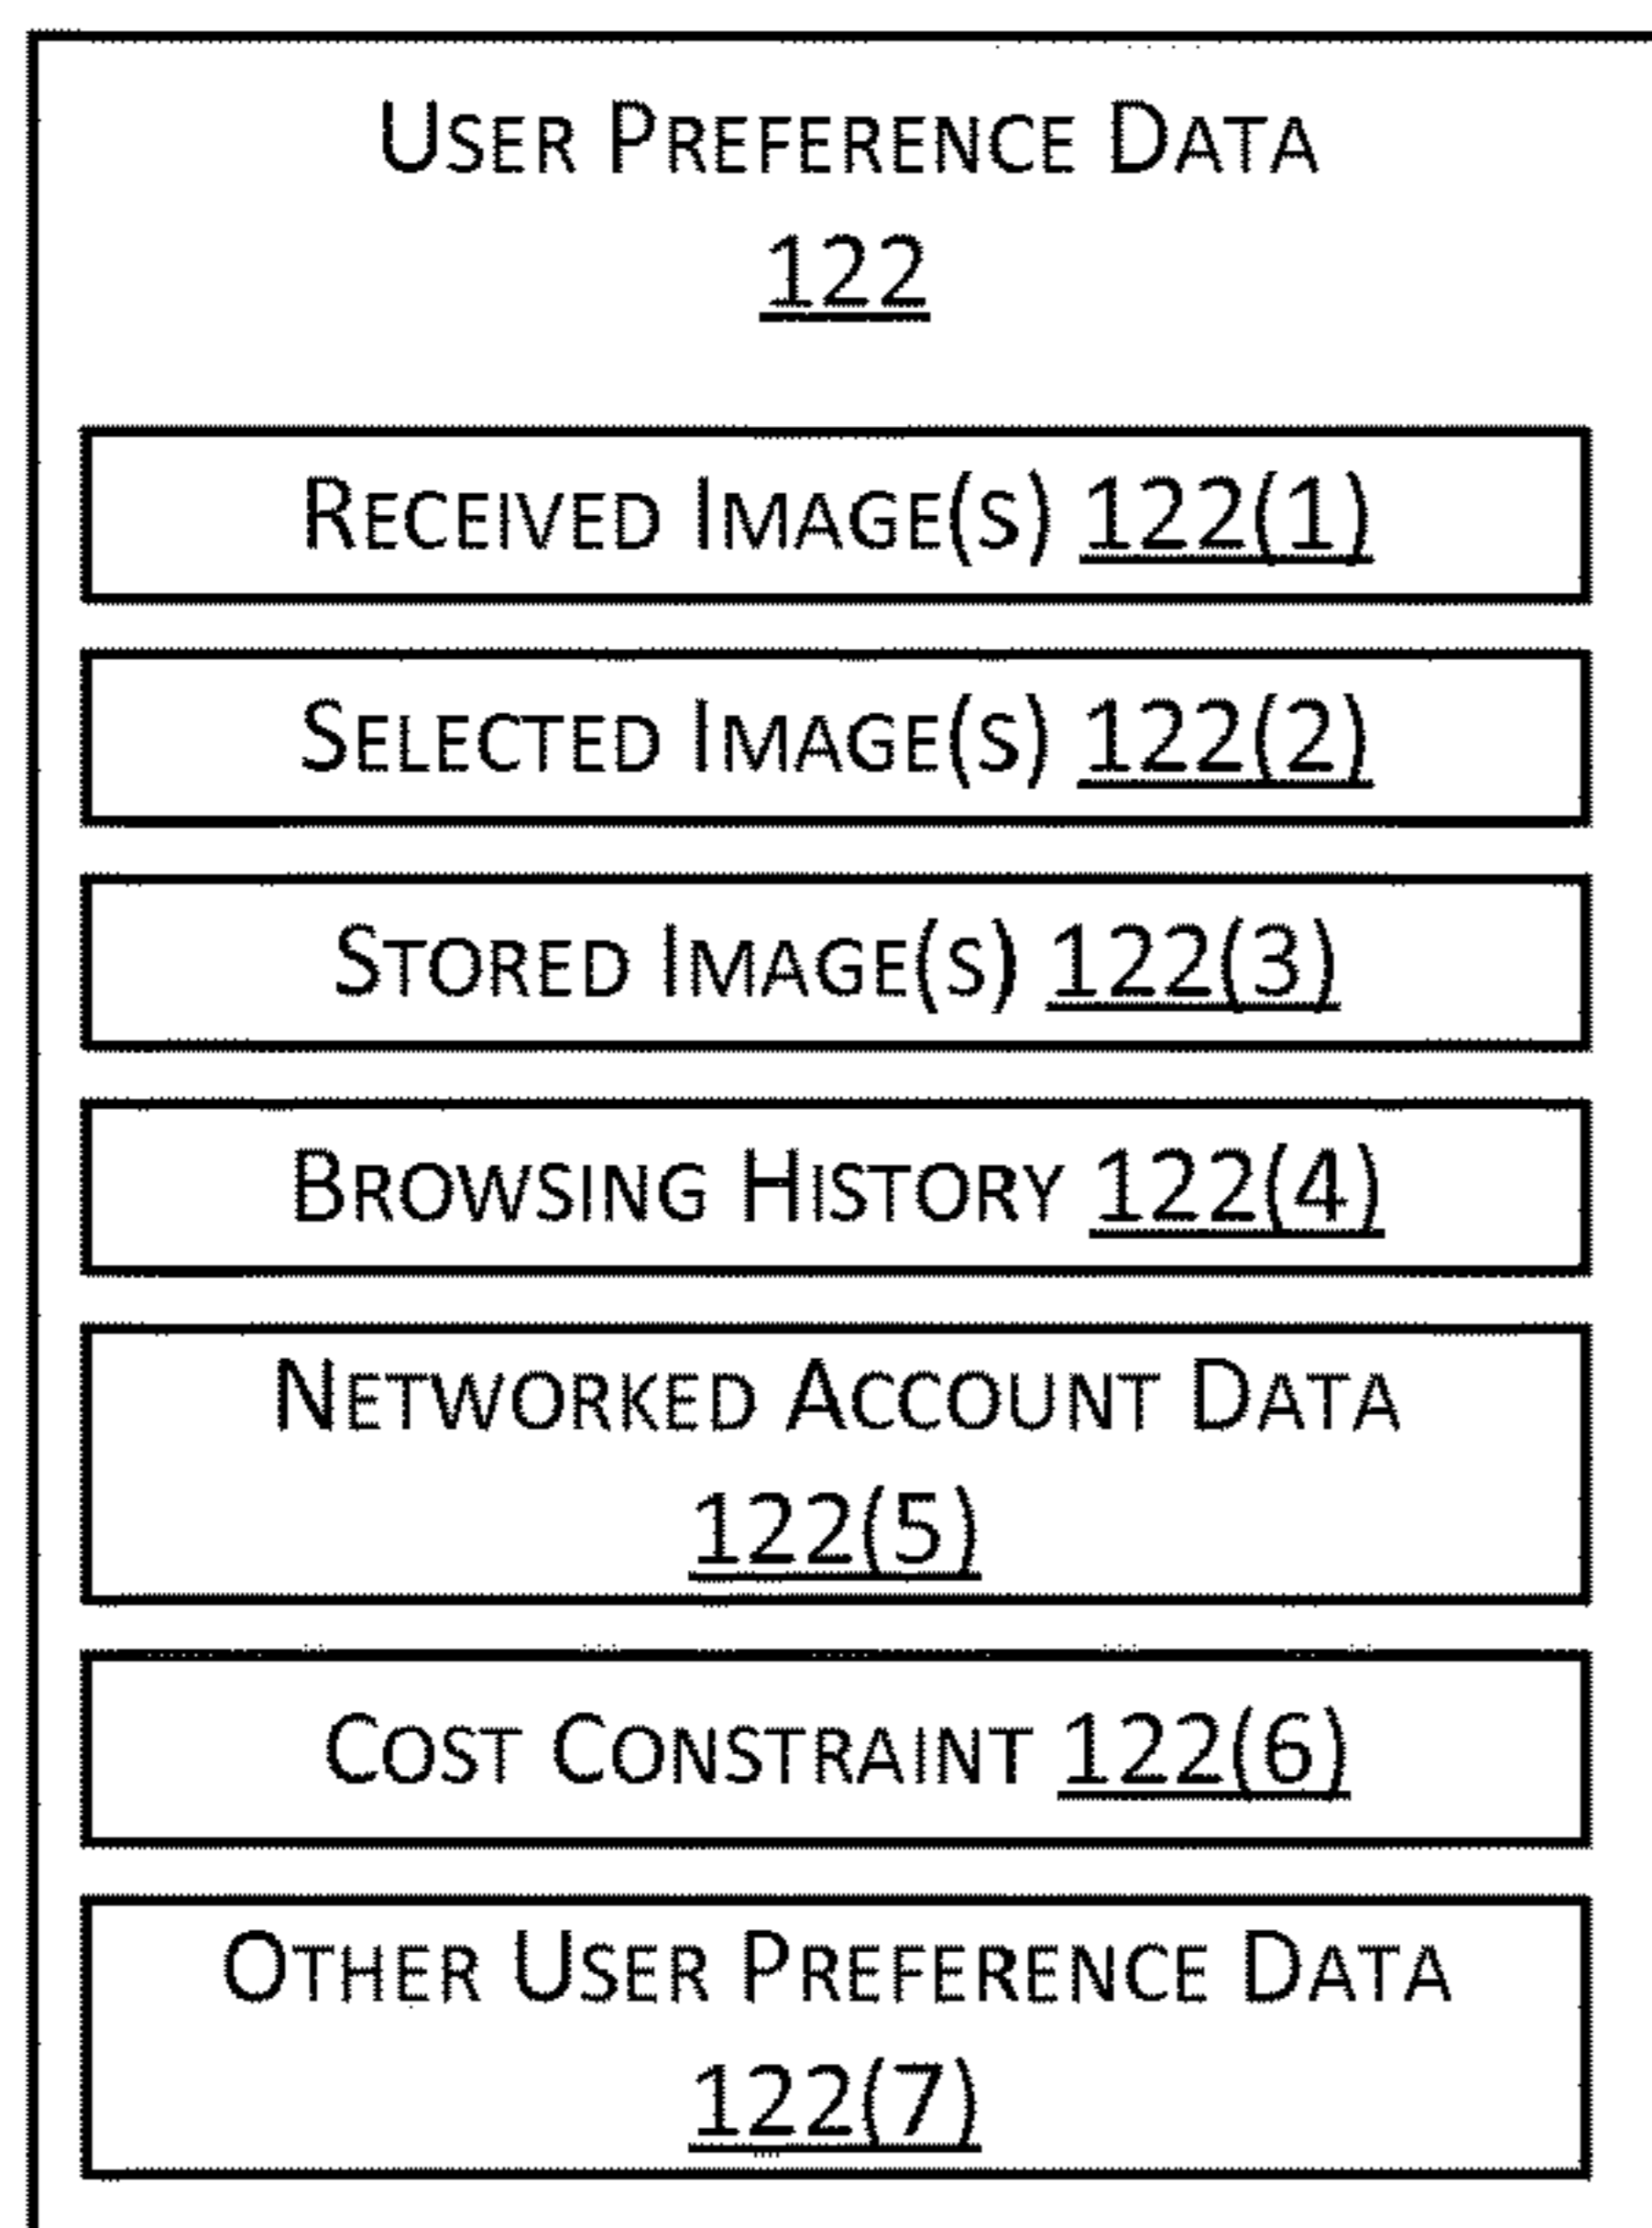 USER PREFERENCE DATA
122
RECEIVED IMAGE(S) 122(1)
SELECTED IMAGE(S) 122(2)
STORED IMAGE(S) 122(3)
BROWSING HISTORY 122(4)
NETWORKED ACCOUNT DATA
122(5)
COST CONSTRAINT 122(6)
OTHER USER PREFERENCE DATA
122(7)